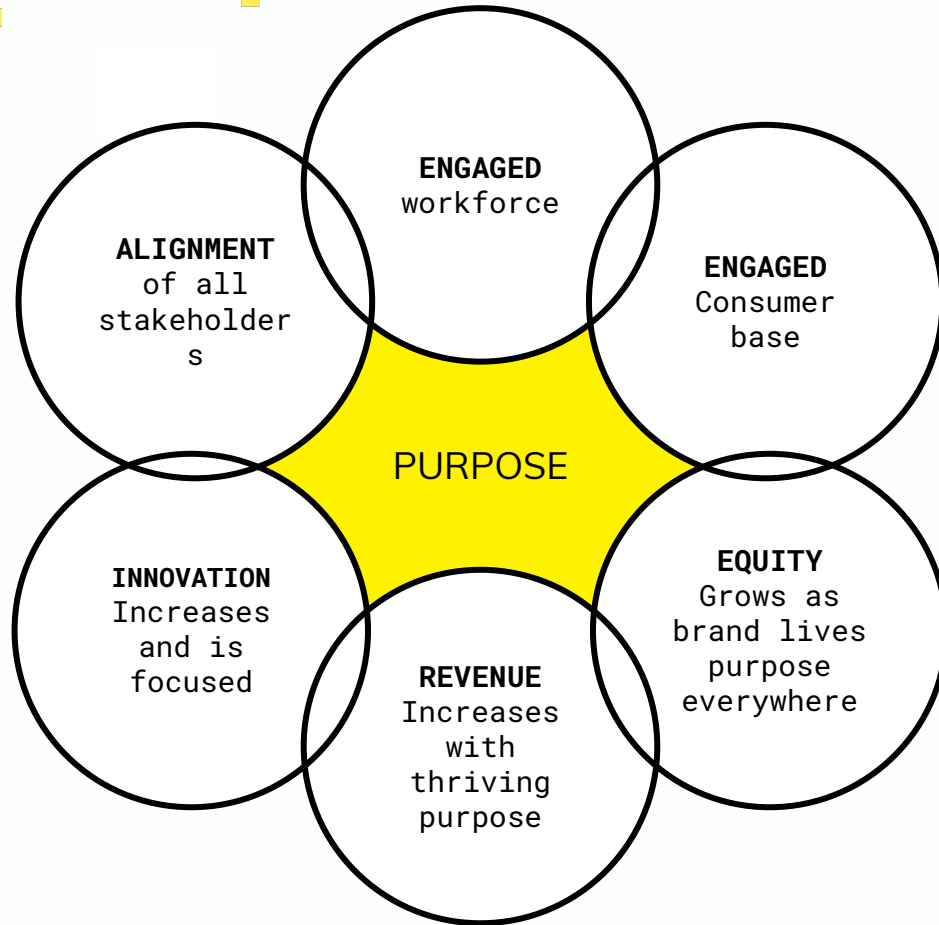 ENGAGED
workforce
ALIGNMENT
of all
stakeholder
s
ENGAGED
Consumer
base
PURPOSE
INNOVATION
Increases
and is
focused
EQUITY
Grows as
brand lives
purpose
everywhere
REVENUE
Increases
with
thriving
purpose